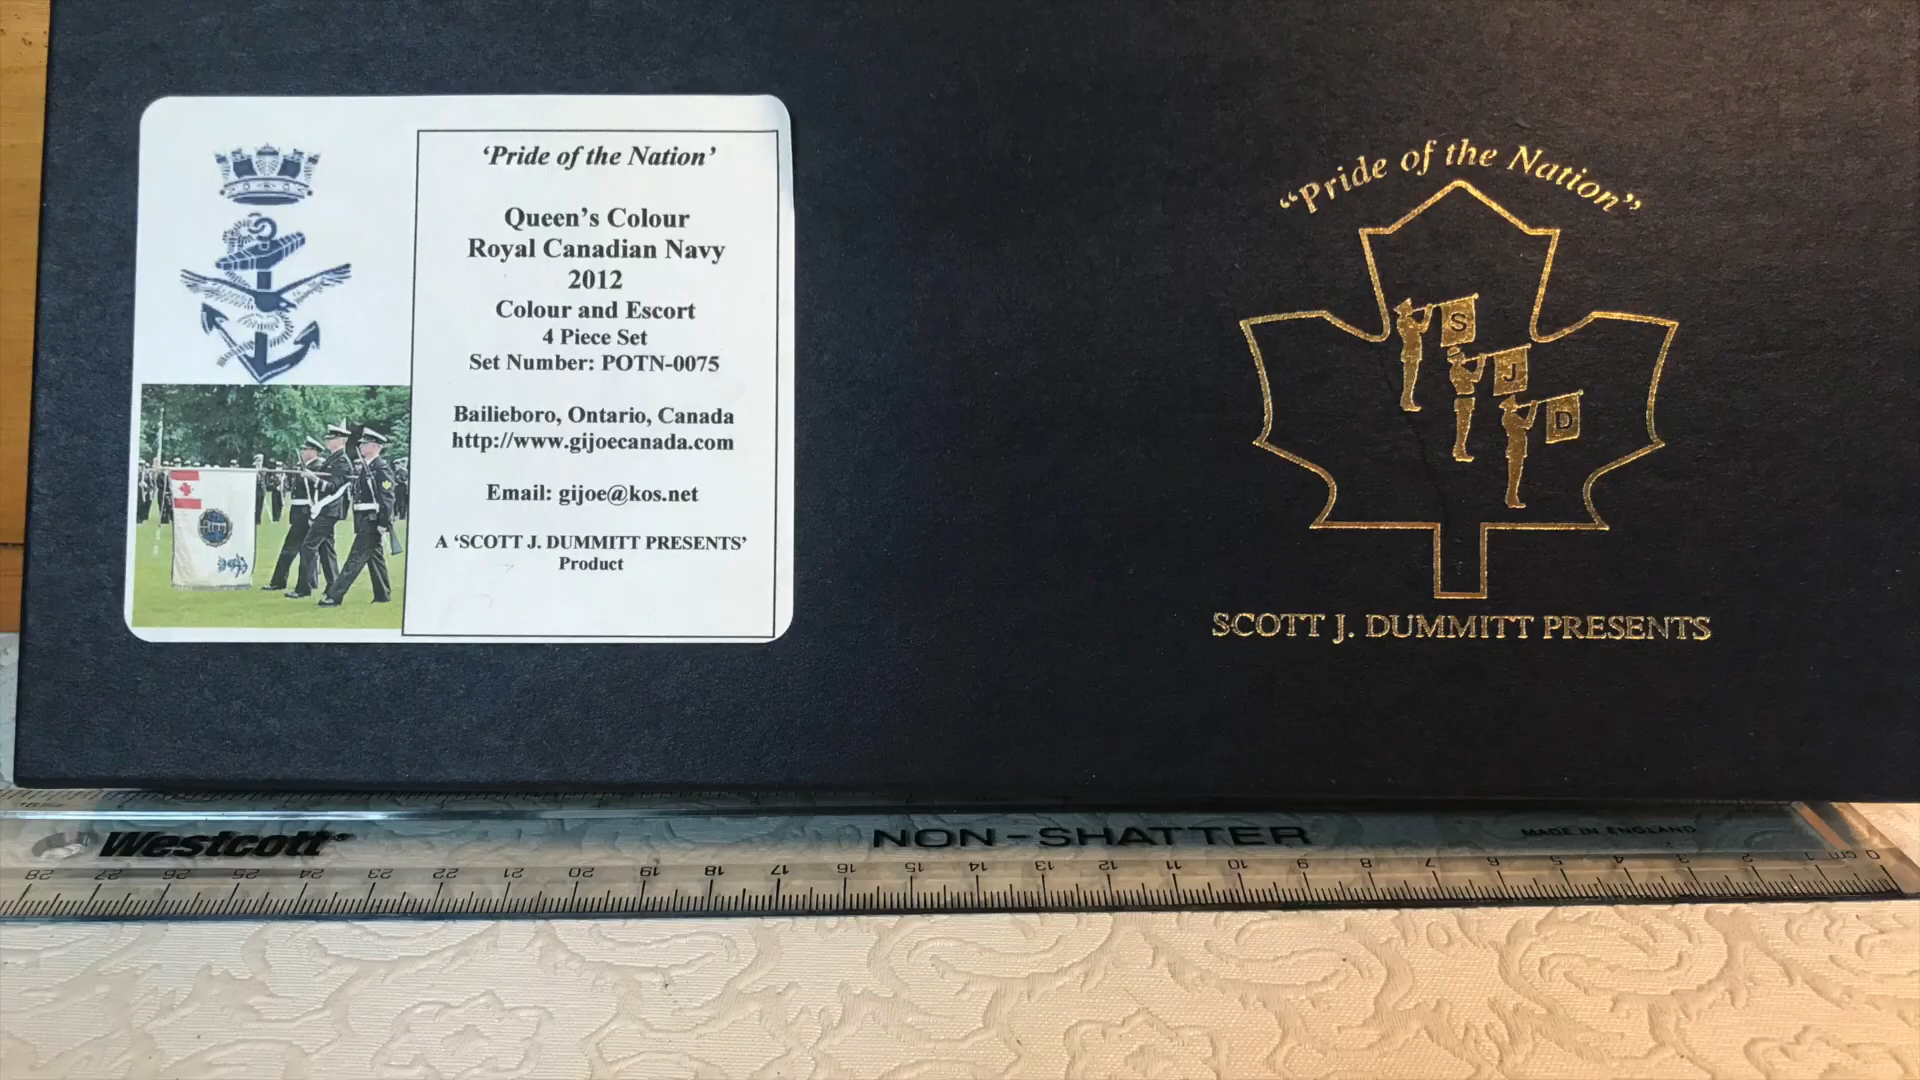 ‘Pride of the Nation’
Queen’s Colour
Royal Canadian Navy
2012
Colour and Escort
4 Piece Set
Set Number: POTN-0075
Bailieboro, Ontario, Canada
http://www.gijoecanada.com
Email: gijoe@kos.net
A ‘SCOTT J. DUMMITT PRESENTS’
Product
“Pride of the Nation”
S
J
D
SCOTT J. DUMMITT PRESENTS
Westcott®
NON-SHATTER
MADE IN ENGLAND
28 27 26 25 24 23 22 21 20 19 18 17 16 15 14 13 12 11 10 9 8 7 6 5 4 3 2 1 cm 0